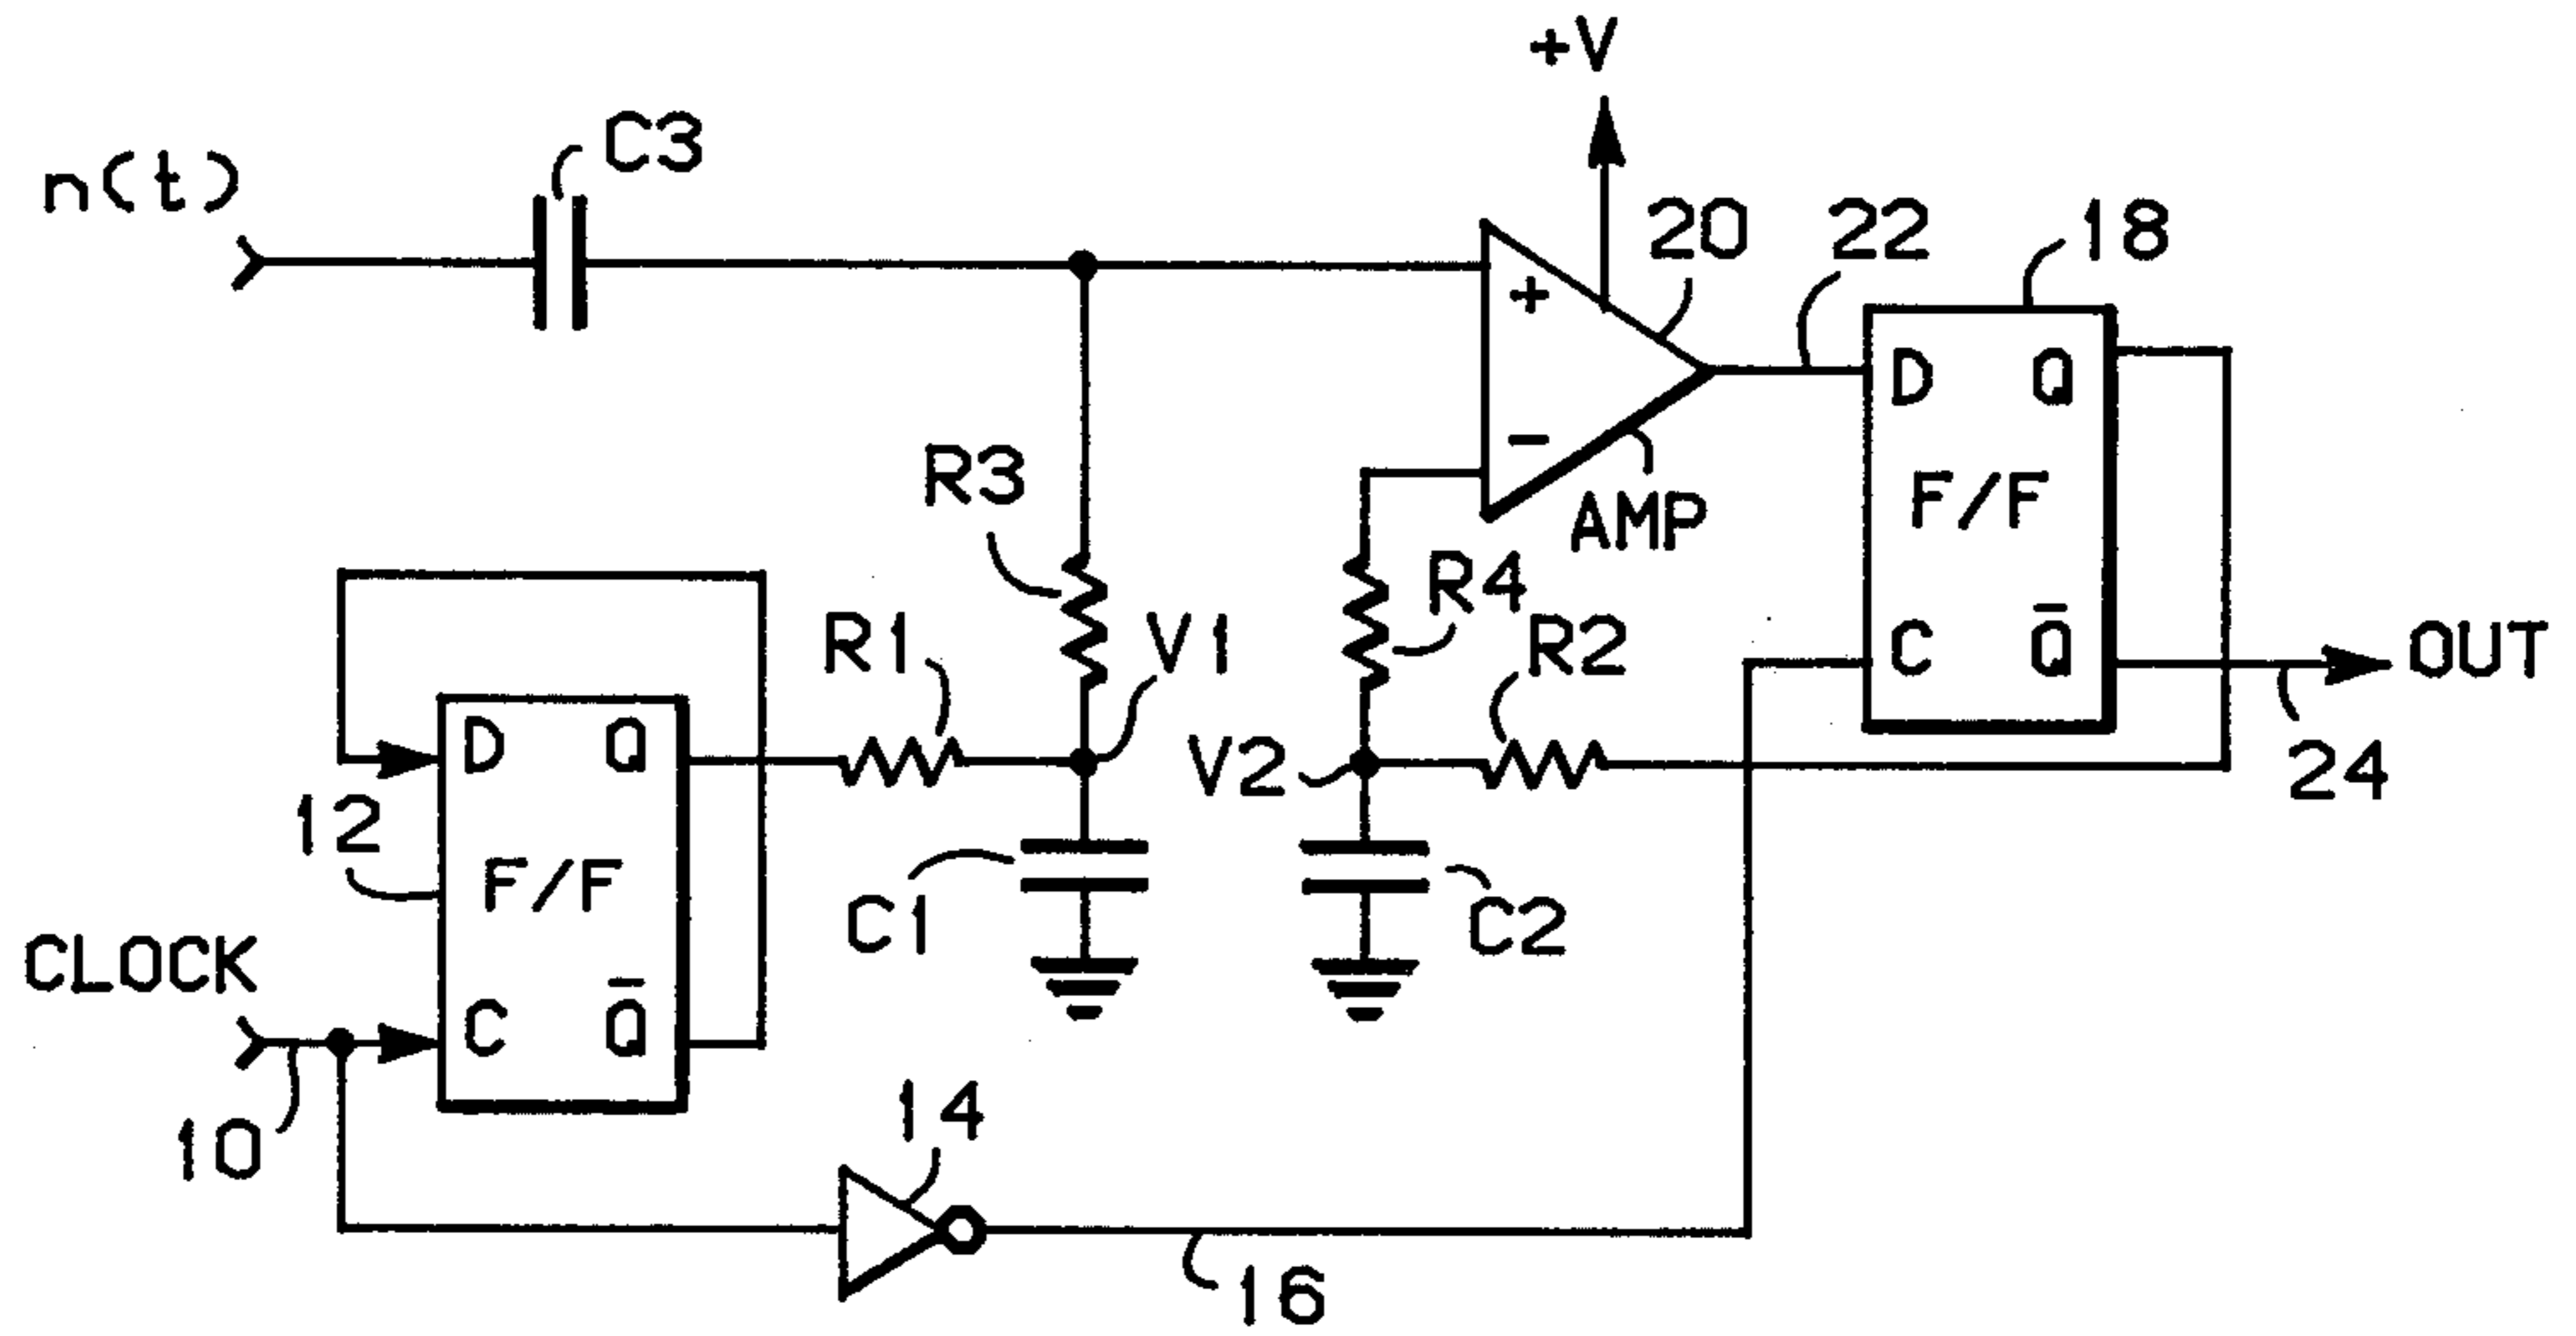 +V
C3
n(t)
20
22
18
+
D
Q
−
R3
F/F
AMP
R4
R1
V1
R2
C
Q̅
OUT
V2
24
D
Q
12
F/F
C1
C2
CLOCK
C
Q̅
10
14
16